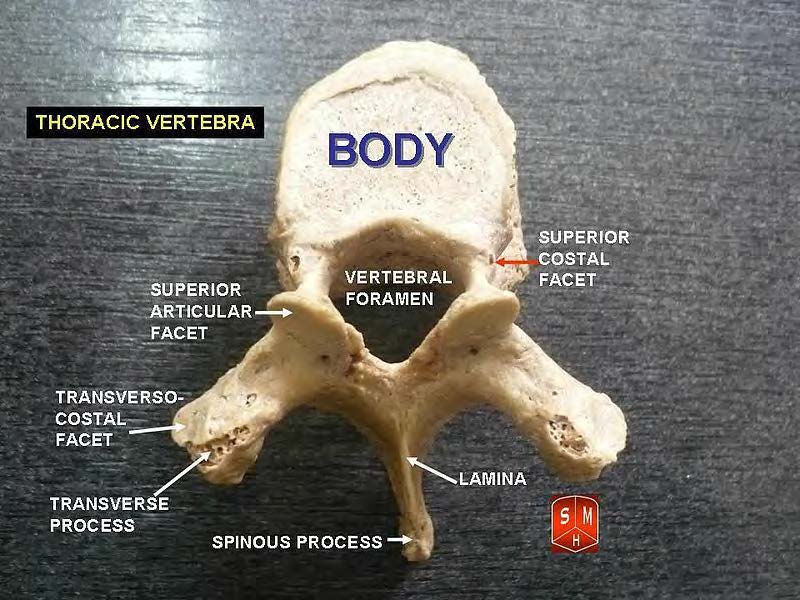 THORACIC VERTEBRA
BODY
SUPERIOR
COSTAL
FACET
VERTEBRAL
FORAMEN
SUPERIOR
ARTICULAR
FACET
TRANSVERSO-
COSTAL
FACET
TRANSVERSE
PROCESS
LAMINA
SPINOUS PROCESS
S M
H